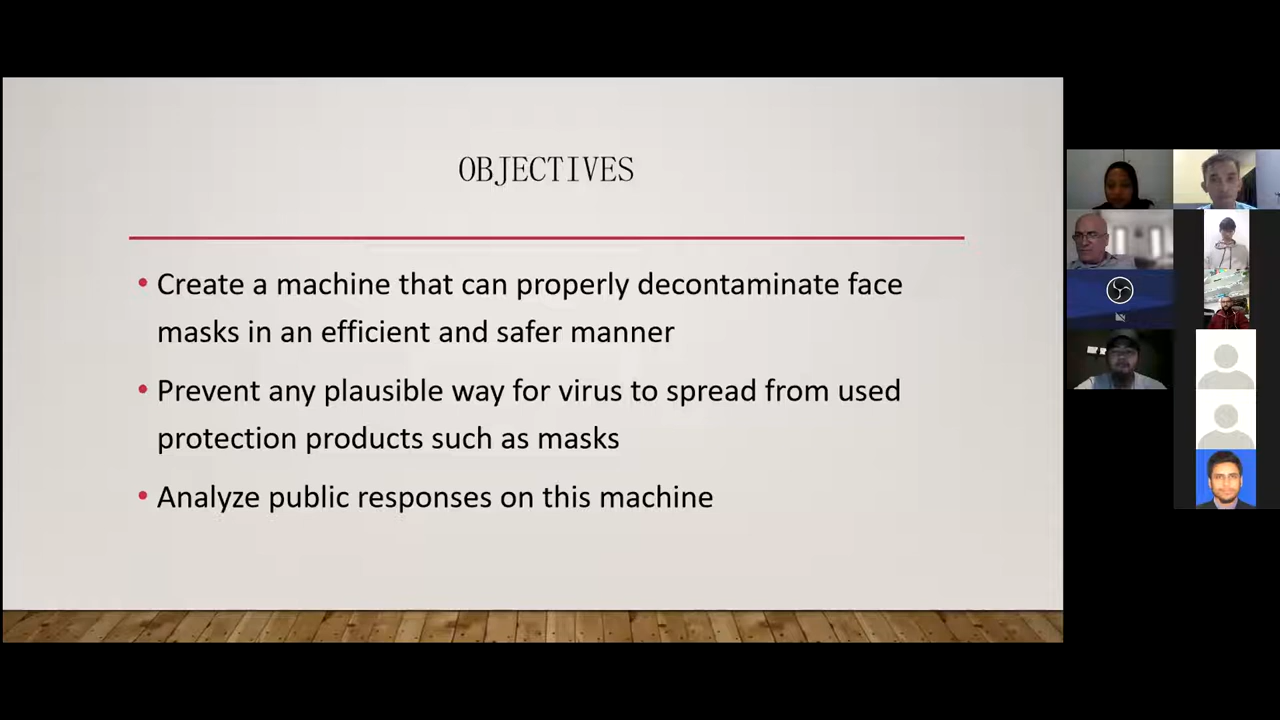 OBJECTIVES
• Create a machine that can properly decontaminate face
masks in an efficient and safer manner
• Prevent any plausible way for virus to spread from used
protection products such as masks
• Analyze public responses on this machine